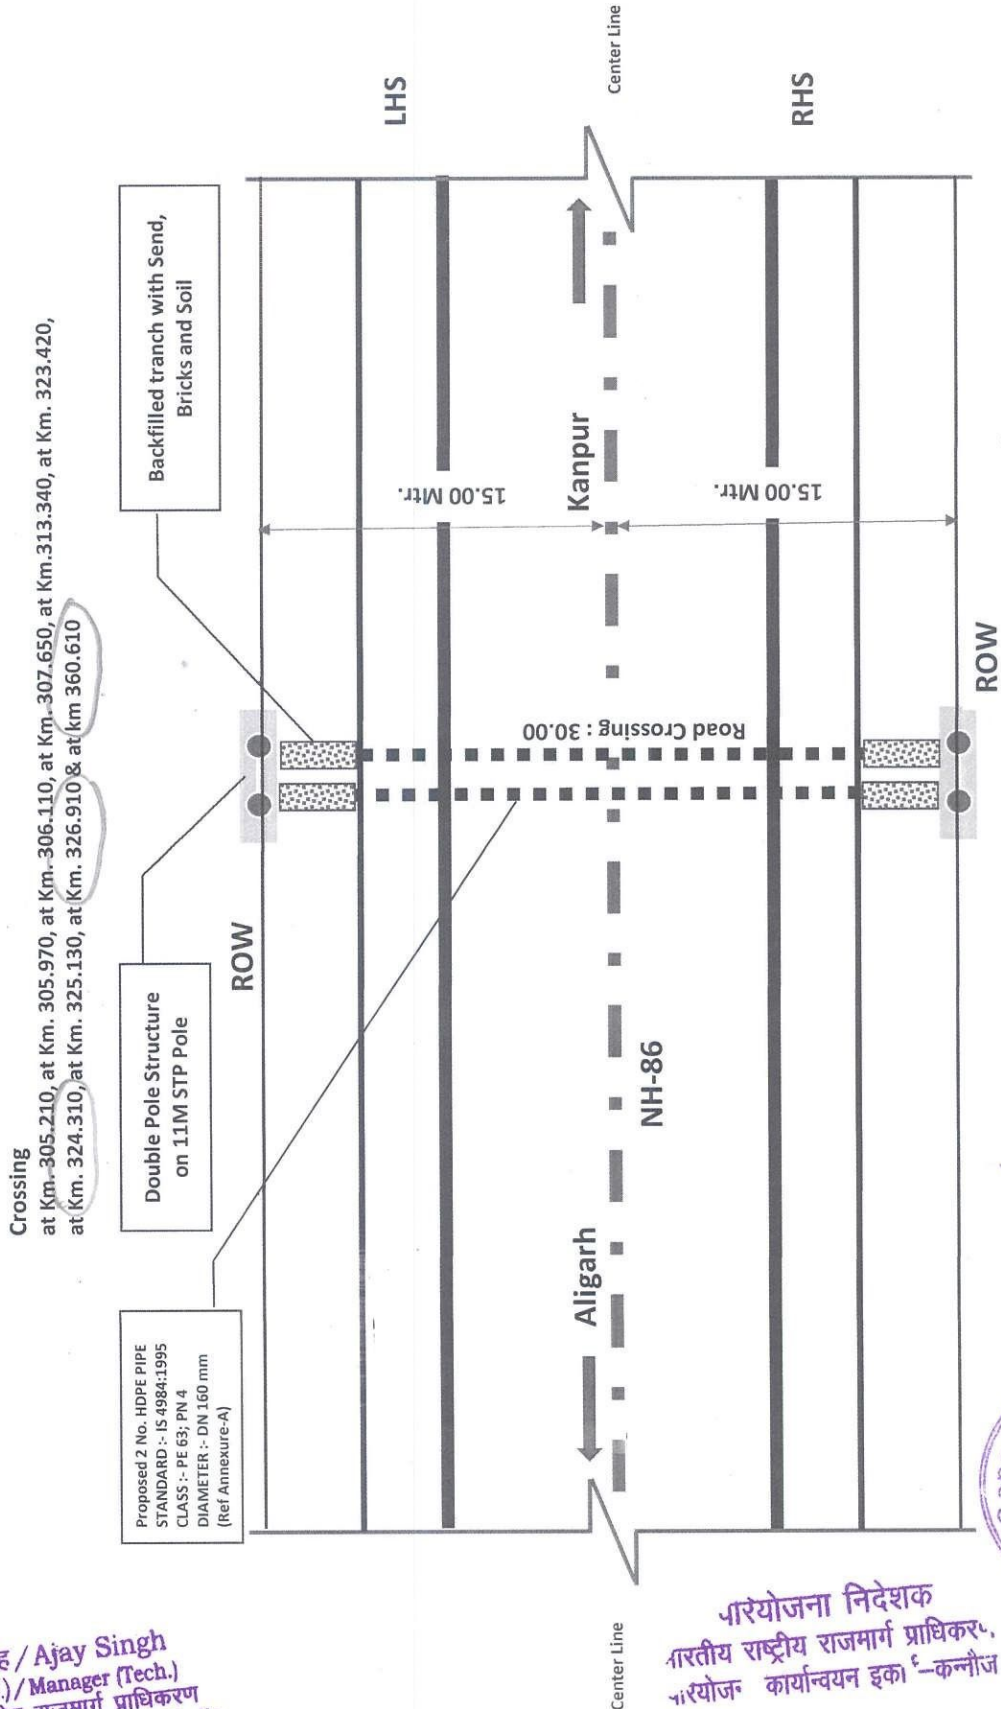 Crossing
at Km. 305.210, at Km. 305.970, at Km. 306.110, at Km. 307.650, at Km.313.340, at Km. 323.420,
at Km. 324.310, at Km. 325.130, at Km. 326.910 & at km 360.610
Proposed 2 No. HDPE PIPE
STANDARD :- IS 4984:1995
CLASS :- PE 63; PN 4
DIAMETER :- DN 160 mm
(Ref Annexure-A)
Double Pole Structure
on 11M STP Pole
Backfilled tranch with Send,
Bricks and Soil
ROW
LHS
15.00 Mtr.
Road Crossing : 30.00
Aligarh
Kanpur
Center Line
Center Line
NH-86
15.00 Mtr.
RHS
ROW
/ Ajay Singh
/ Manager (Tech.)
राजमार्ग प्राधिकरण
परियोजना निदेशक
भारतीय राष्ट्रीय राजमार्ग प्राधिकरण
कार्यान्वयन इकाई-कन्नौज